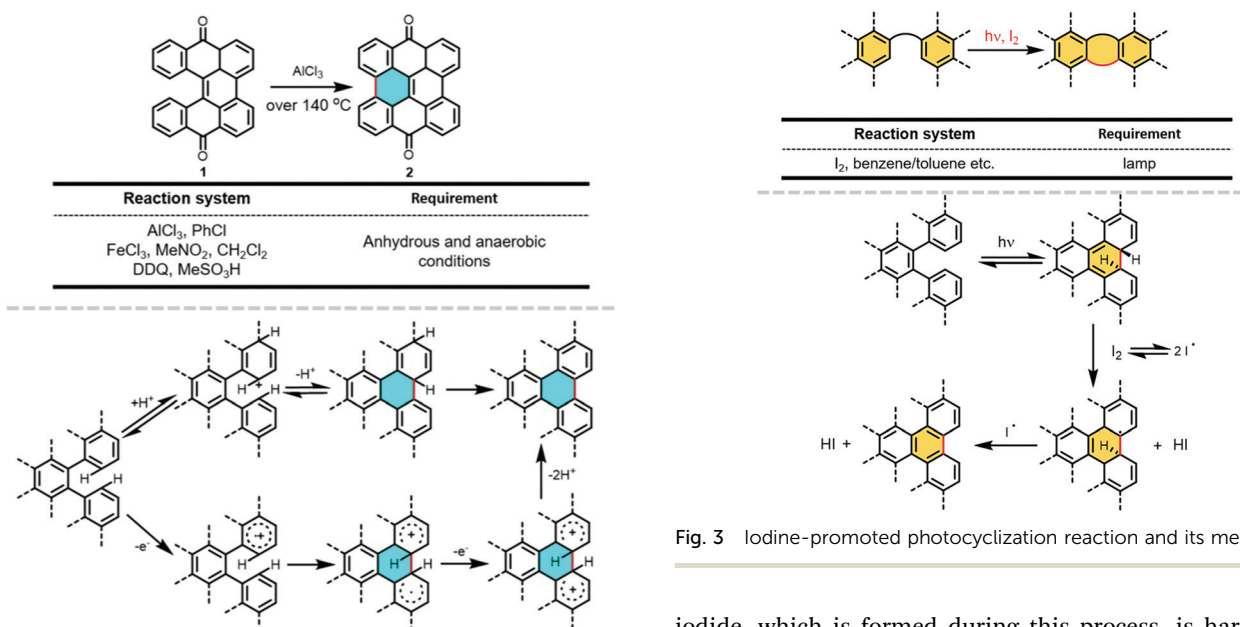 O
O
AlCl₃
over 140 ºC
O
O
1
2
Reaction system
Requirement
AlCl₃, PhCl
FeCl₃, MeNO₂, CH₂Cl₂
DDQ, MeSO₃H
Anhydrous and anaerobic
conditions
H
H + H
-H⁺
H
H
+H⁺
H
H
-2H⁺
-e⁻
·+
H
H
+
H
H
·
-e⁻
+
H
H
+
hν, I₂
Reaction system
Requirement
I₂, benzene/toluene etc.
lamp
hν
H
H
I₂
2 I·
HI +
I·
H
+ HI
Fig. 3 Iodine-promoted photocyclization reaction and its me
iodide, which is formed during this process, is har